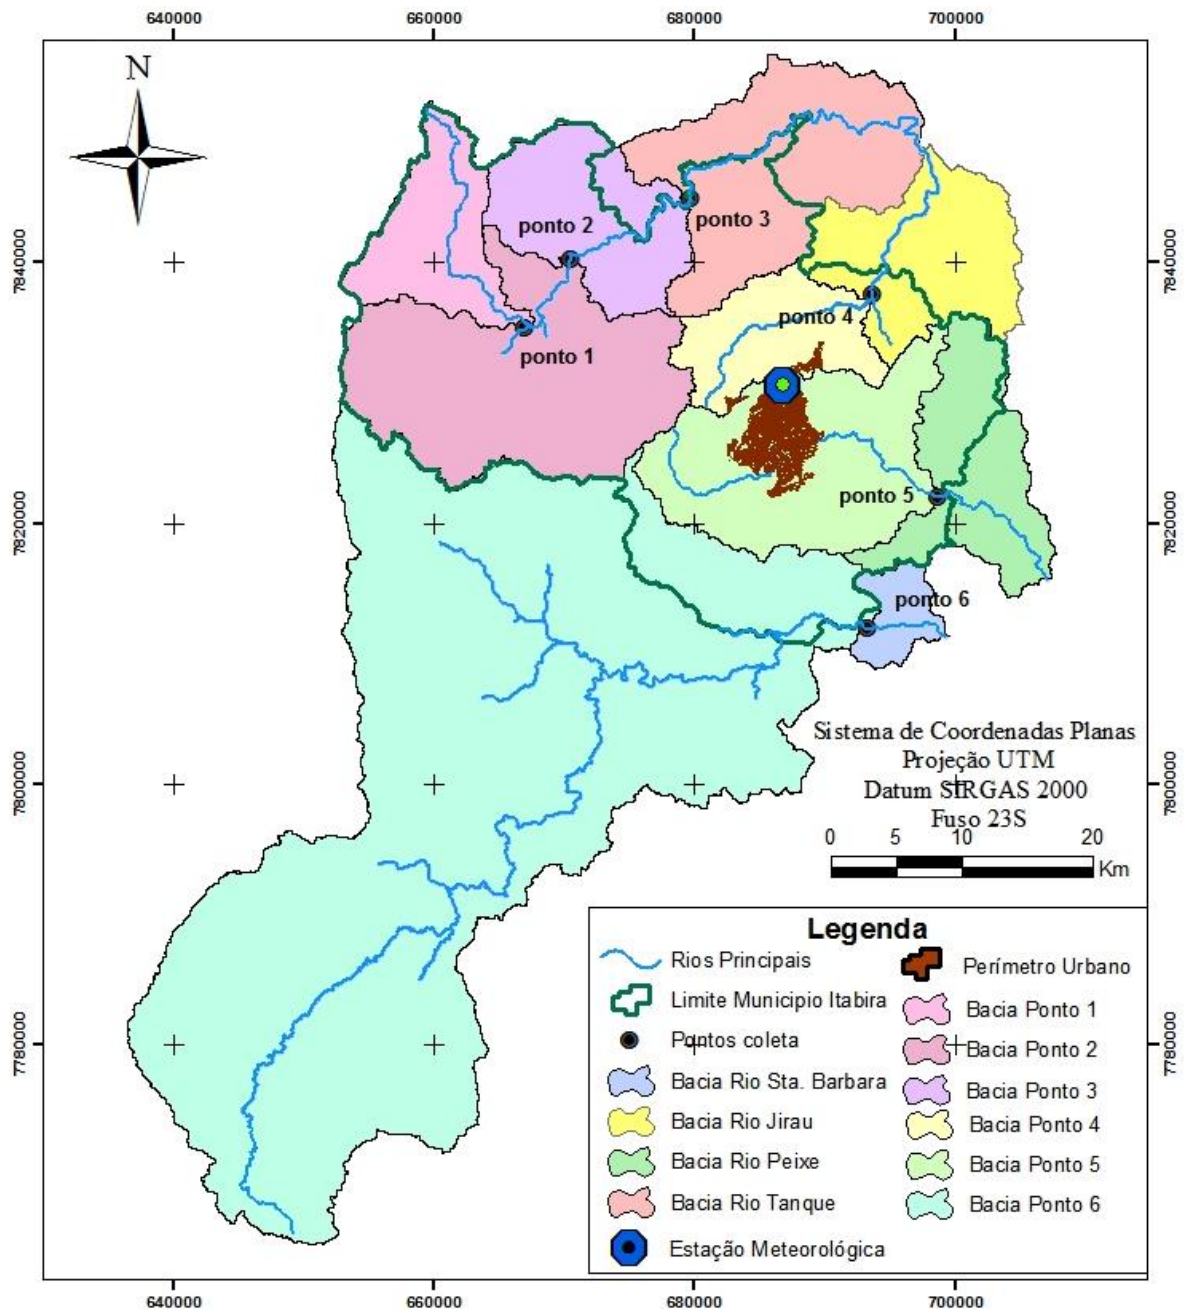 640000 660000 680000 700000
N
ponto 2
ponto 3
7840000 7840000
ponto 4
ponto 1
ponto 5
7820000 7820000
ponto 6
Sistema de Coordenadas Planas
Projeção UTM
Datum SIRGAS 2000
Fuso 23S
7800000 7800000
0 5 10 20
Km
Legenda
Rios Principais
Limite Municipio Itabira
Pontos coleta
Bacia Rio Sta. Barbara
Bacia Rio Jirau
Bacia Rio Peixe
Bacia Rio Tanque
Estação Meteorológica
Perímetro Urbano
Bacia Ponto 1
Bacia Ponto 2
Bacia Ponto 3
Bacia Ponto 4
Bacia Ponto 5
Bacia Ponto 6
7780000 7780000
640000 660000 680000 700000